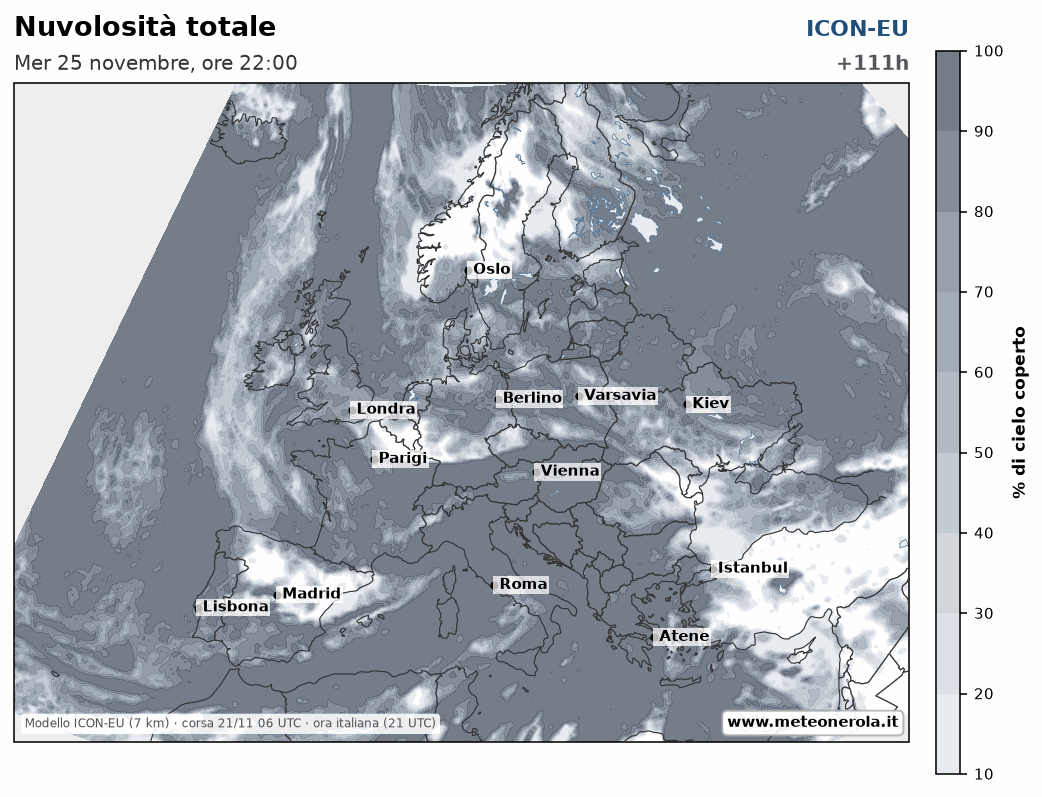 Nuvolosità totale
ICON-EU
Mer 25 novembre, ore 22:00
+111h
100
90
80
70
60
50
40
30
20
10
% di cielo coperto
Oslo
Londra
Berlino
Varsavia
Kiev
Parigi
Vienna
Istanbul
Roma
Madrid
Lisbona
Atene
Modello ICON-EU (7 km) · corsa 21/11 06 UTC · ora italiana (21 UTC)
www.meteonerola.it